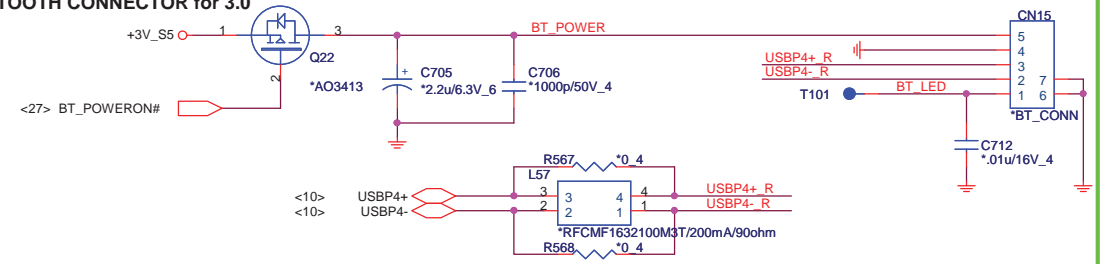 TOOTH CONNECTOR for 3.0
CN15
+3V_S5 1 3 BT_POWER 5
Q22 4
USBP4+_R 3
2 *AO3413 C705 C706 USBP4-_R 2 7
+ *2.2u/6.3V_6 *1000p/50V_4 T101 BT_LED 1 6
<27> BT_POWERON# *BT_CONN
C712
*.01u/16V_4
R567 *0_4
L57
<10> USBP4+ 3 3 4 4 USBP4+_R
<10> USBP4- 2 2 1 1 USBP4-_R
*RFCMF1632100M3T/200mA/90ohm
R568 *0_4